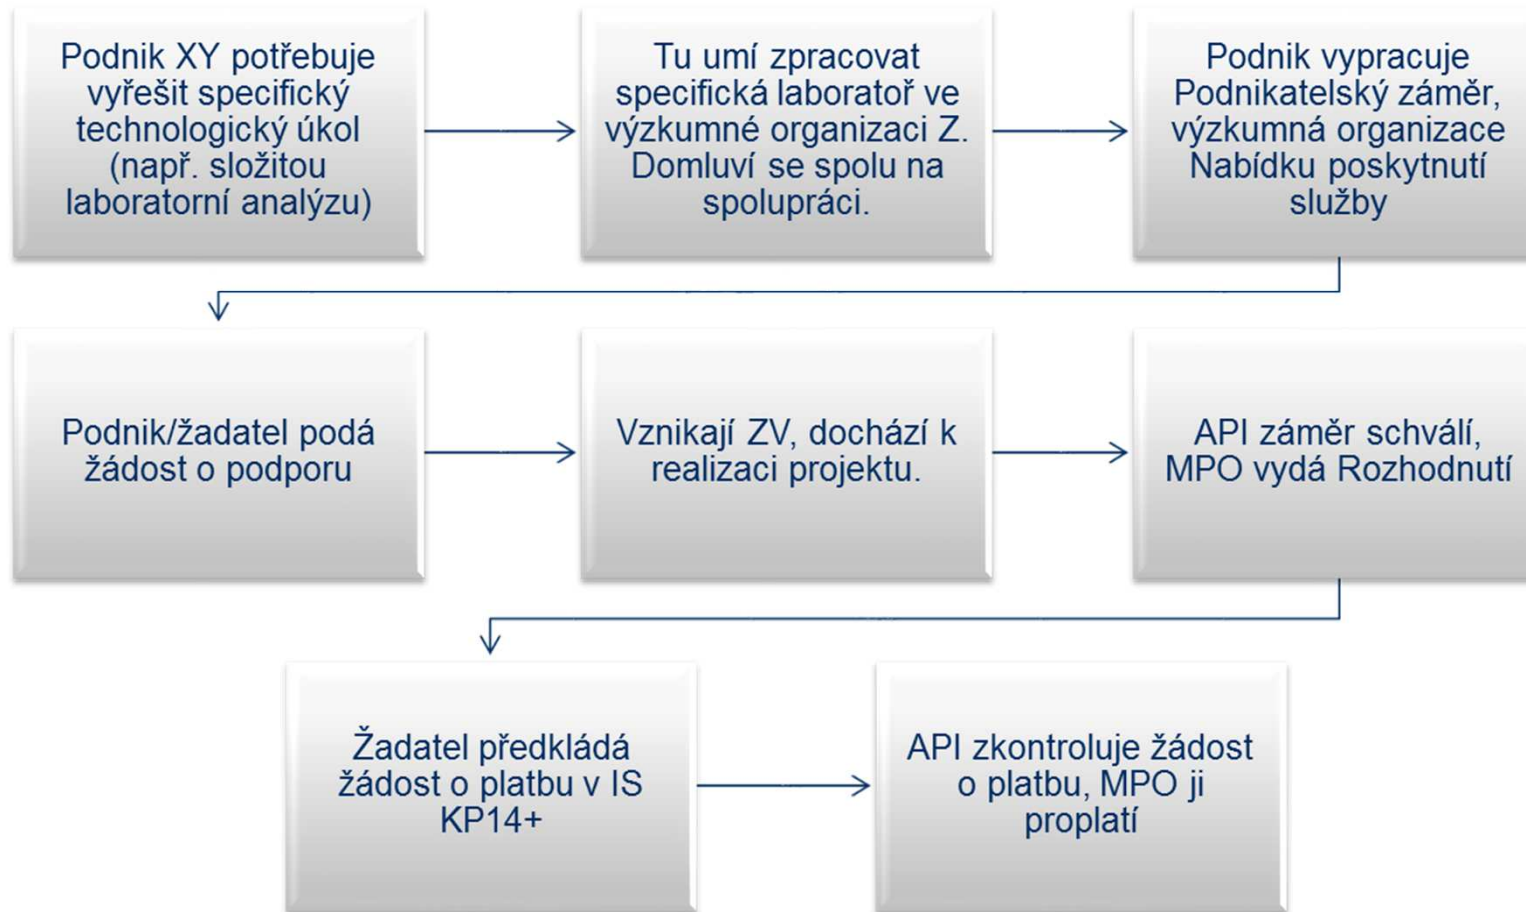 Podnik XY potřebuje
vyřešit specifický
technologický úkol
(např. složitou
laboratorní analýzu)
Tu umí zpracovat
specifická laboratoř ve
výzkumné organizaci Z.
Domluví se spolu na
spolupráci.
Podnik vypracuje
Podnikatelský záměr,
výzkumná organizace
Nabídku poskytnutí
služby
Podnik/žadatel podá
žádost o podporu
Vznikají ZV, dochází k
realizaci projektu.
API záměr schválí,
MPO vydá Rozhodnutí
Žadatel předkládá
žádost o platbu v IS
KP14+
API zkontroluje žádost
o platbu, MPO ji
proplatí